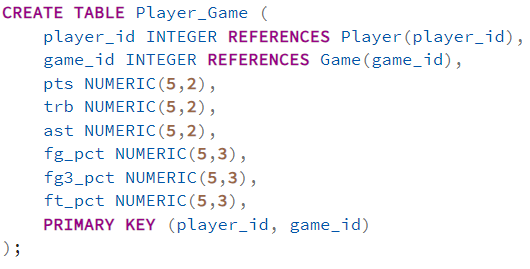 CREATE TABLE Player_Game (
    player_id INTEGER REFERENCES Player(player_id),
    game_id INTEGER REFERENCES Game(game_id),
    pts NUMERIC(5,2),
    trb NUMERIC(5,2),
    ast NUMERIC(5,2),
    fg_pct NUMERIC(5,3),
    fg3_pct NUMERIC(5,3),
    ft_pct NUMERIC(5,3),
    PRIMARY KEY (player_id, game_id)
);